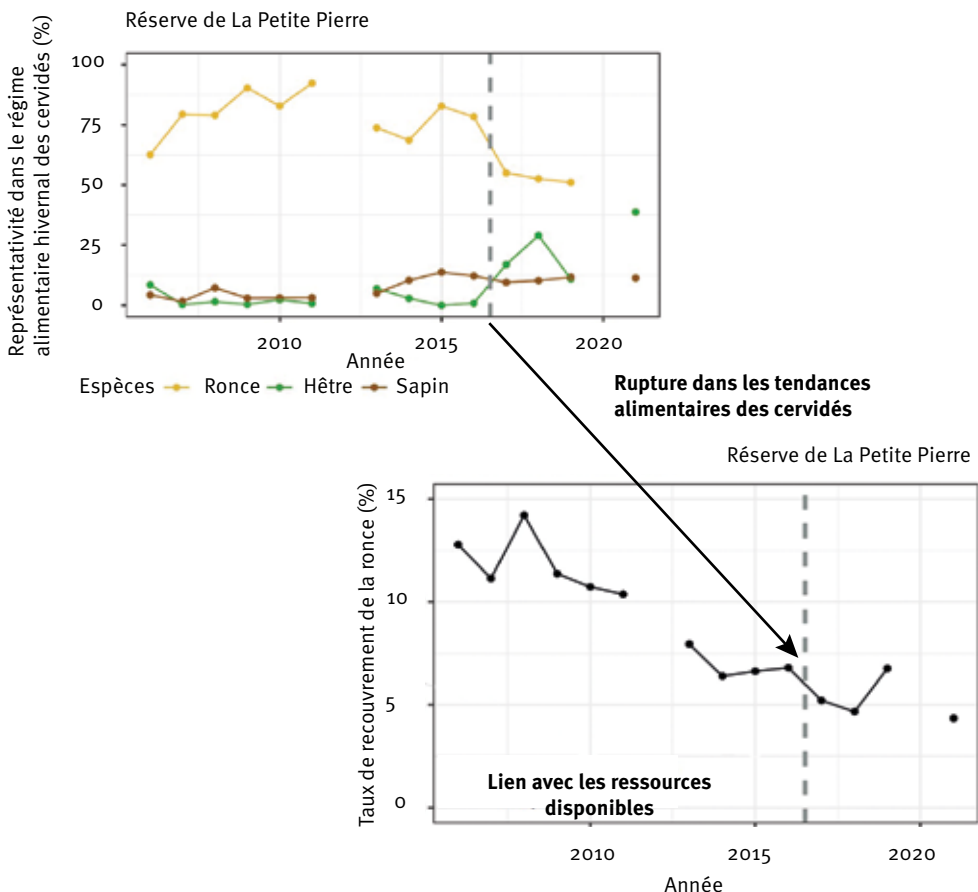 Réserve de La Petite Pierre
Représentativité dans le régime
alimentaire hivernal des cervidés (%)
100
75
50
25
0
2010
2015
2020
Année
Espèces Ronce Hêtre Sapin
Rupture dans les tendances
alimentaires des cervidés
Réserve de La Petite Pierre
Taux de recouvrement de la ronce (%)
15
10
5
0
Lien avec les ressources
disponibles
2010
2015
2020
Année